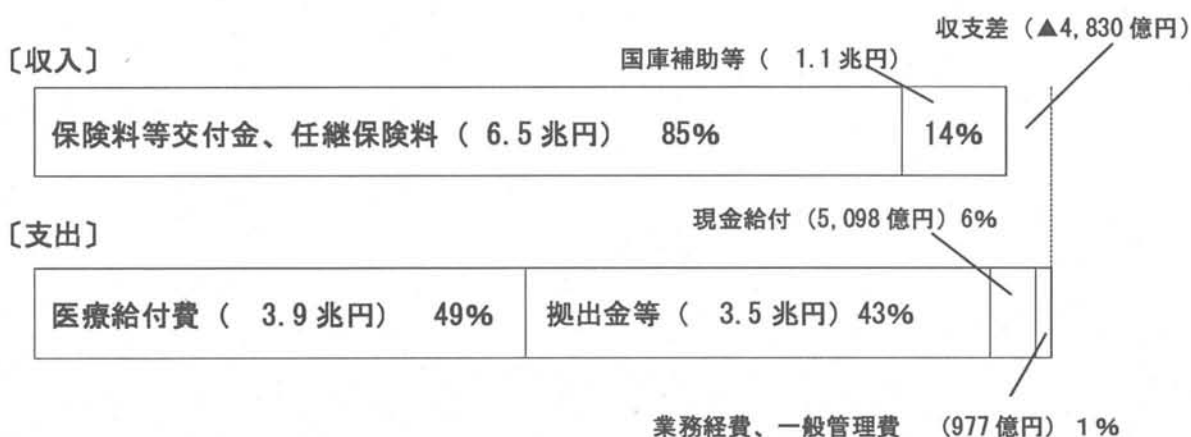 収支差（▲4,830億円）
〔収入〕
国庫補助等（　1.1兆円）
保険料等交付金、任継保険料（ 6.5兆円）　85%
14%
〔支出〕
現金給付（5,098億円）6%
医療給付費（　3.9兆円）　49%
拠出金等（　3.5兆円）43%
業務経費、一般管理費　（977億円）１％